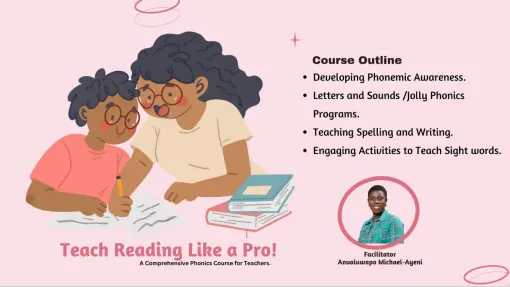 Course Outline
• Developing Phonemic Awareness.
• Letters and Sounds /Jolly Phonics
Programs.
• Teaching Spelling and Writing.
• Engaging Activities to Teach Sight words.
Teach Reading Like a Pro!
A Comprehensive Phonics Course for Teachers.
Facilitator
Anuoluwapo Michael-Ayeni